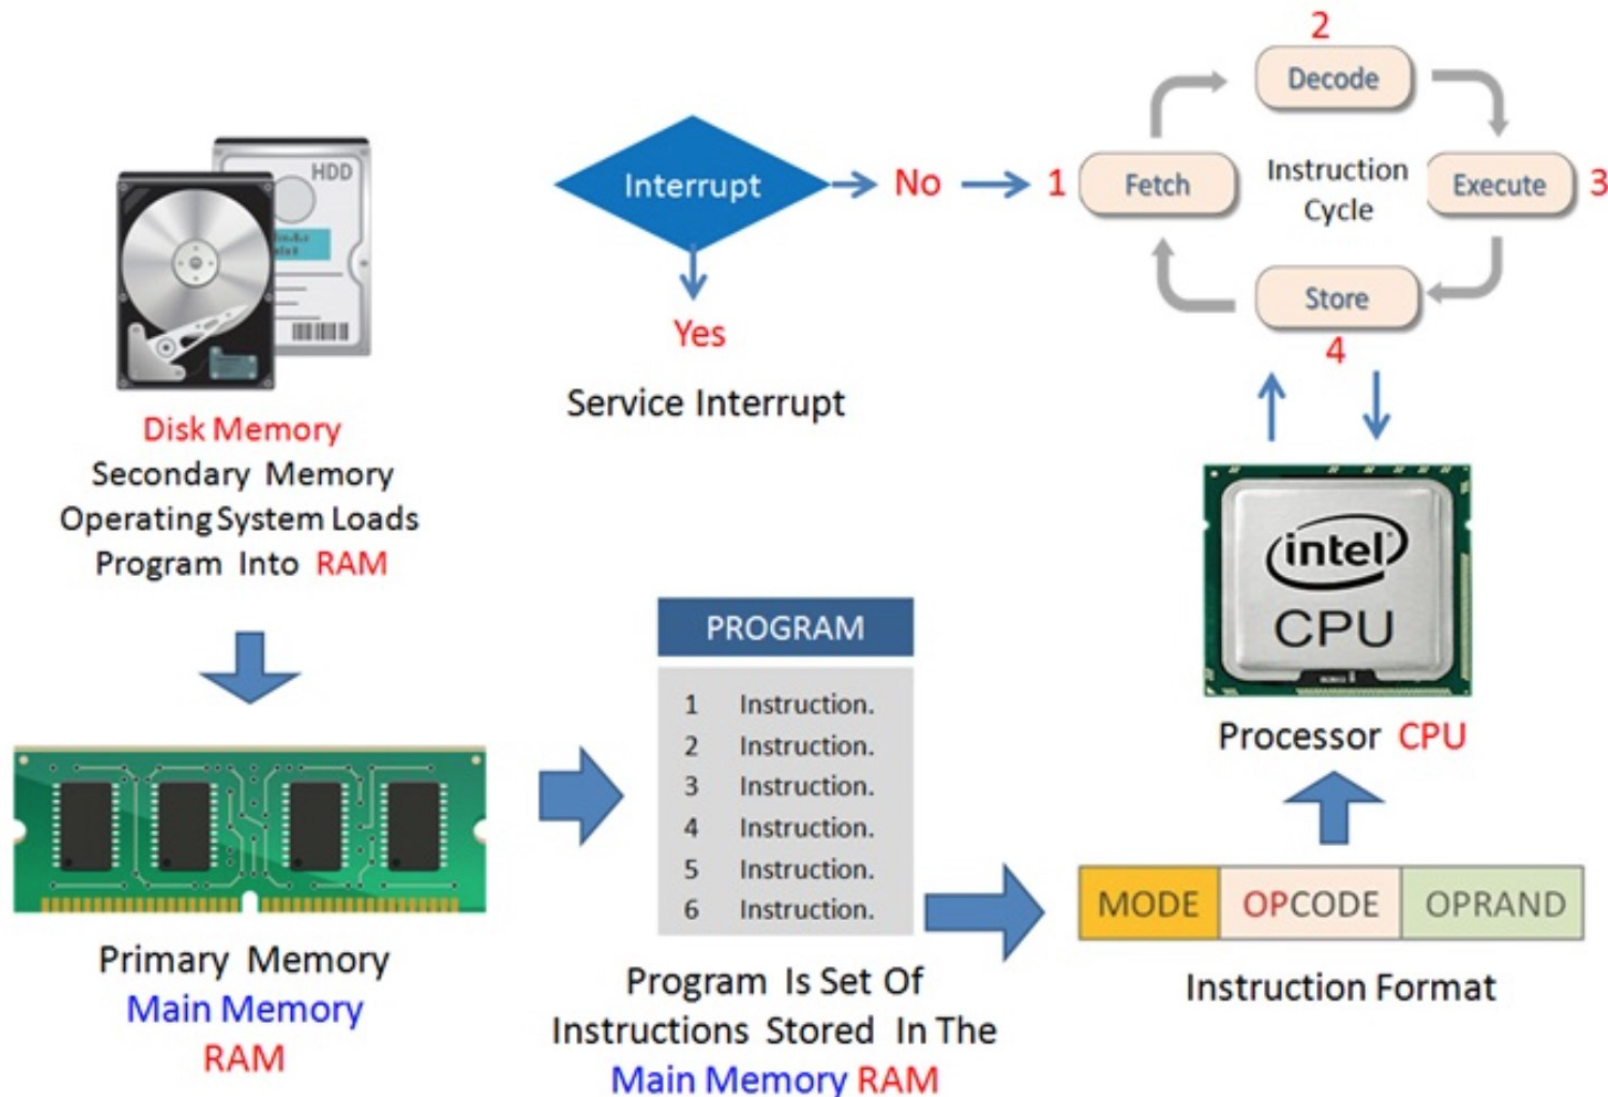 HDD
Disk Memory
Secondary Memory
Operating System Loads
Program Into RAM
Primary Memory
Main Memory
RAM
Interrupt
No
Yes
Service Interrupt
PROGRAM
1 Instruction.
2 Instruction.
3 Instruction.
4 Instruction.
5 Instruction.
6 Instruction.
Program Is Set Of
Instructions Stored In The
Main Memory RAM
2
Decode
1 Fetch
Instruction
Cycle
Execute 3
Store
4
intel
CPU
Processor CPU
MODE OPCODE OPRAND
Instruction Format